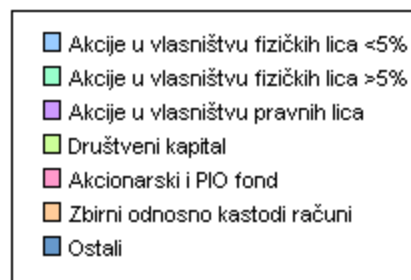 Akcije u vlasništvu fizičkih lica <5%
Akcije u vlasništvu fizičkih lica >5%
Akcije u vlasništvu pravnih lica
Društveni kapital
Akcionarski i PIO fond
Zbirni odnosno kastodi računi
Ostali